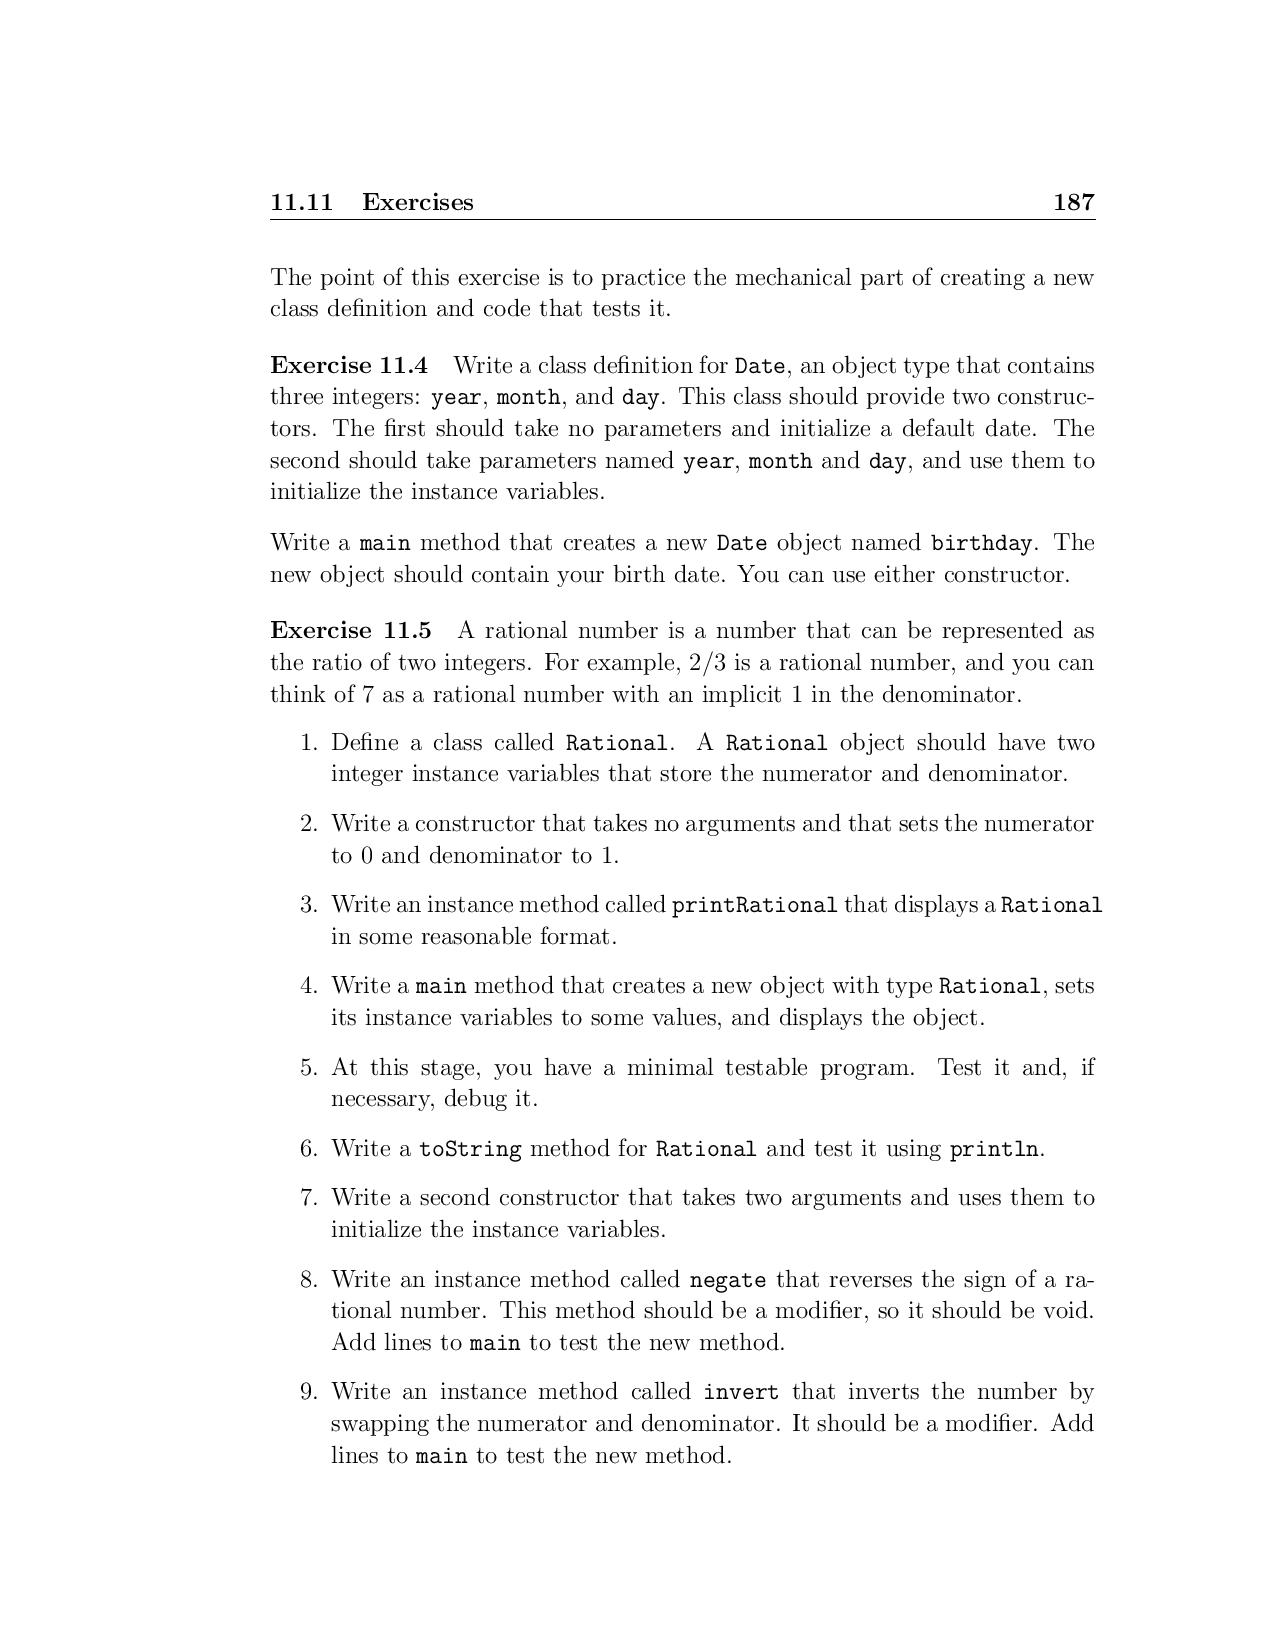 11.11 Exercises 187
The point of this exercise is to practice the mechanical part of creating a new
class definition and code that tests it.
Exercise 11.4 Write a class definition for Date, an object type that contains
three integers: year, month, and day. This class should provide two construc-
tors. The first should take no parameters and initialize a default date. The
second should take parameters named year, month and day, and use them to
initialize the instance variables.
Write a main method that creates a new Date object named birthday. The
new object should contain your birth date. You can use either constructor.
Exercise 11.5 A rational number is a number that can be represented as
the ratio of two integers. For example, 2/3 is a rational number, and you can
think of 7 as a rational number with an implicit 1 in the denominator.
1. Define a class called Rational. A Rational object should have two
integer instance variables that store the numerator and denominator.
2. Write a constructor that takes no arguments and that sets the numerator
to 0 and denominator to 1.
3. Write an instance method called printRational that displays a Rational
in some reasonable format.
4. Write a main method that creates a new object with type Rational, sets
its instance variables to some values, and displays the object.
5. At this stage, you have a minimal testable program. Test it and, if
necessary, debug it.
6. Write a toString method for Rational and test it using println.
7. Write a second constructor that takes two arguments and uses them to
initialize the instance variables.
8. Write an instance method called negate that reverses the sign of a ra-
tional number. This method should be a modifier, so it should be void.
Add lines to main to test the new method.
9. Write an instance method called invert that inverts the number by
swapping the numerator and denominator. It should be a modifier. Add
lines to main to test the new method.